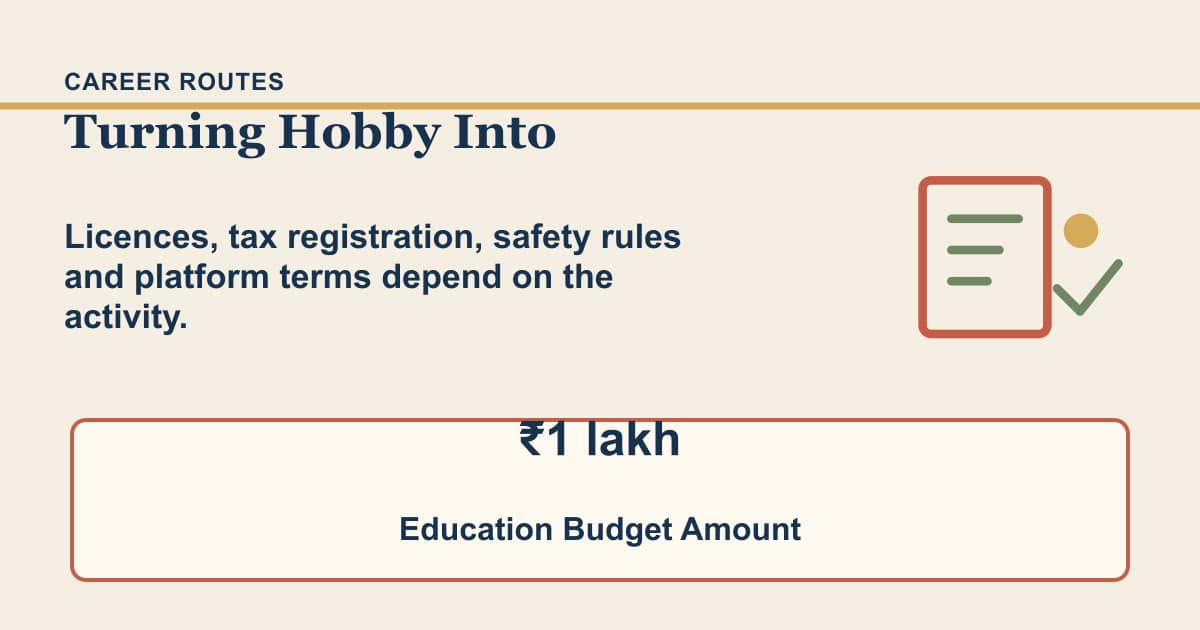 CAREER ROUTES
Turning Hobby Into
Licences, tax registration, safety rules
and platform terms depend on the
activity.
₹1 lakh
Education Budget Amount